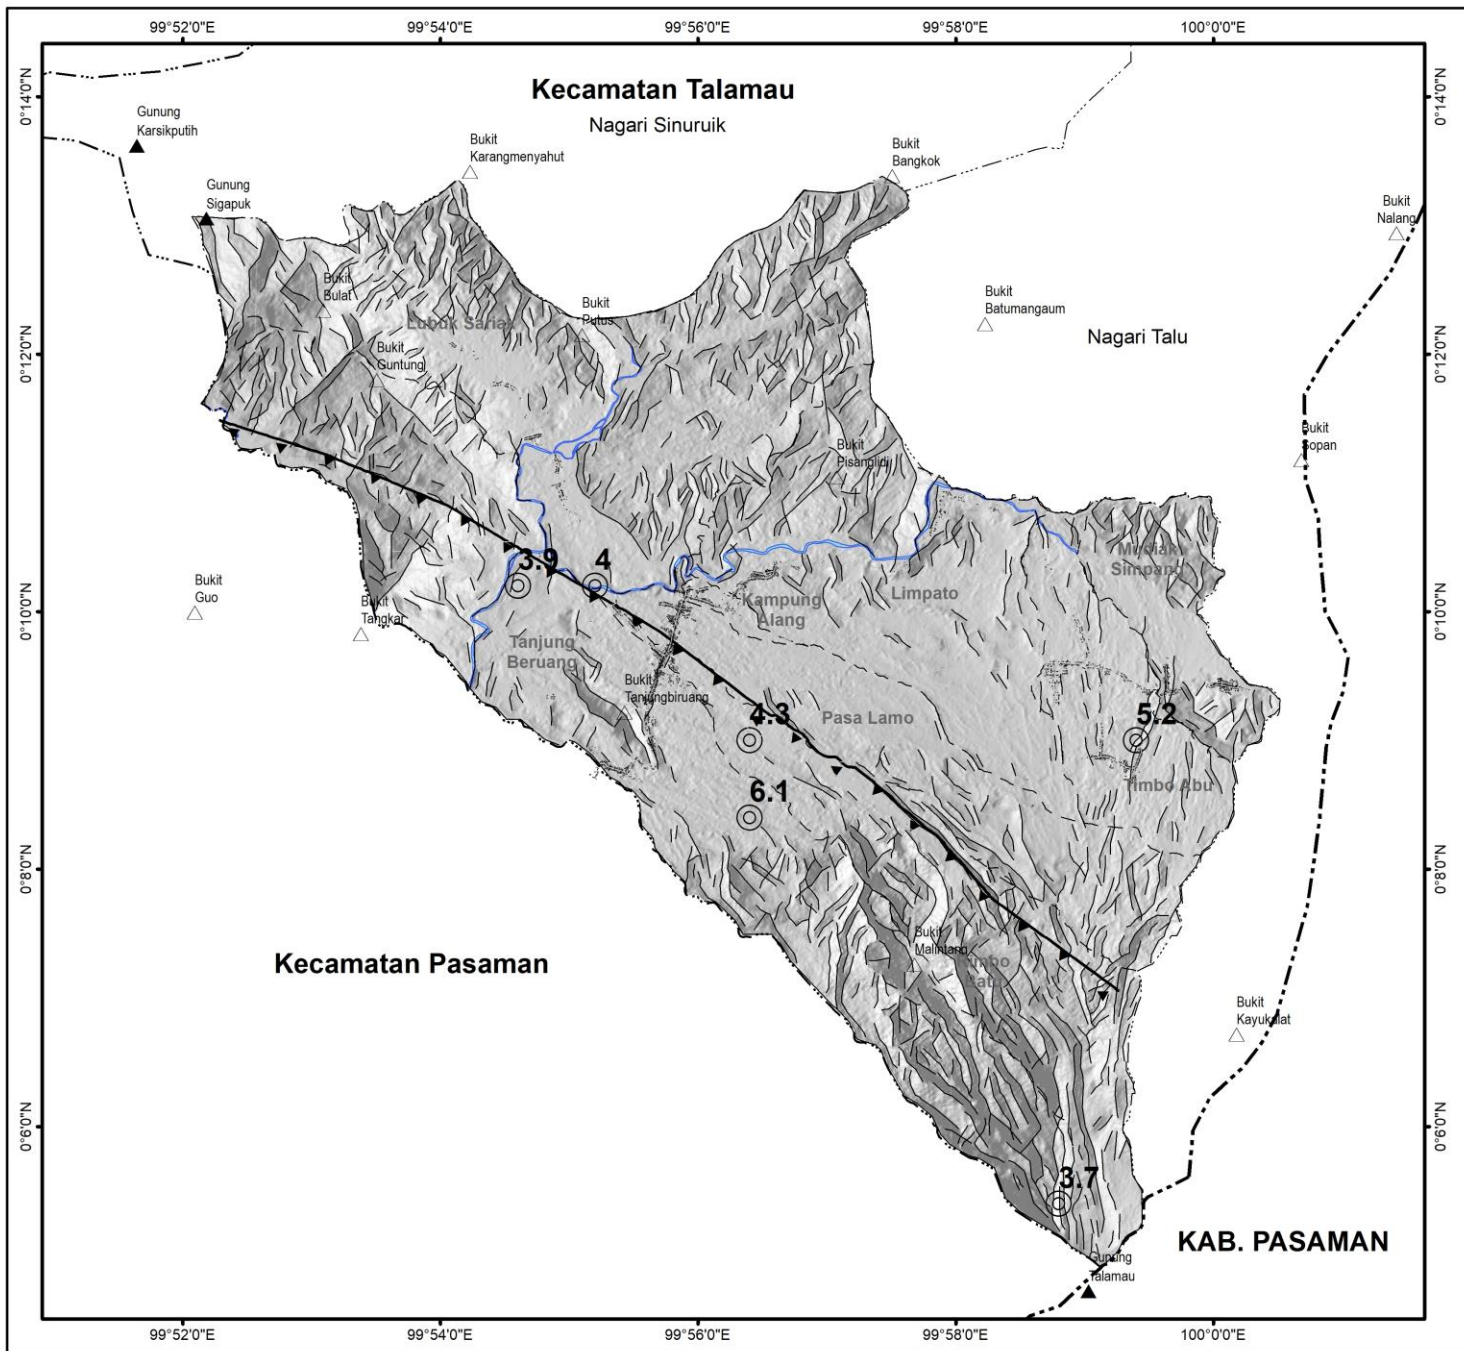 99°52'0"E
99°54'0"E
99°56'0"E
99°58'0"E
100°0'0"E
0°14'0"N
0°14'0"N
Kecamatan Talamau
Nagari Sinuruik
Gunung
Karsikputih
Bukit
Karangmenyahut
Bukit
Bangkok
Gunung
Sigapuk
Bukit
Nalang
Bukit
Bulat
Bukit
Putus
Bukit
Batumangaum
Lubuk Sariak
Nagari Talu
0°12'0"N
0°12'0"N
Bukit
Guntung
Bukit
Pisanglidi
Bukit
Sopan
3.9
4
Mudiak
Simpang
Bukit
Guo
Bukit
Tangkar
Kampung
Alang
Limpato
0°10'0"N
0°10'0"N
Tanjung
Beruang
Bukit
Tanjungbiruang
4.3
Pasa Lamo
5.2
6.1
Timbo Abu
0°8'0"N
0°8'0"N
Bukit
Malintang
Kecamatan Pasaman
Bukit
Kayukalat
0°6'0"N
0°6'0"N
3.7
KAB. PASAMAN
Gunung
Talamau
99°52'0"E
99°54'0"E
99°56'0"E
99°58'0"E
100°0'0"E